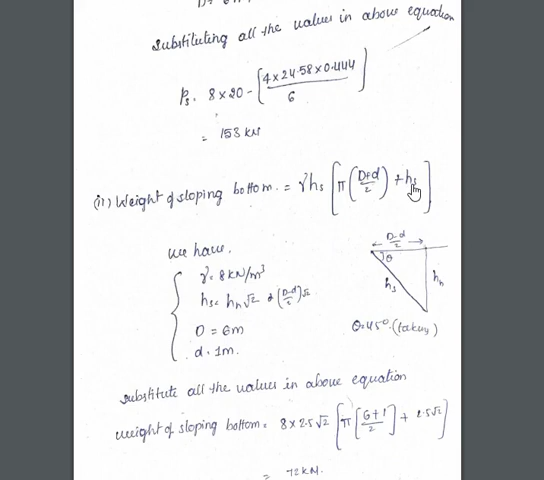 Substituting all the values in above equation
Ps = 8 × 20 - [4 × 24.58 × 0.444 / 6]
= 153 KN
(ii) Weight of sloping bottom = γhs [π (D+d/2) + hs]
D-d/2
θ
hs
hn
θ=45° (taken)
we have.
γ = 8 KN/m³
hs = hn√2 = (D-d/2)√2
D = 6m
d = 1m.
substitute all the values in above equation
weight of sloping bottom = 8 × 2.5√2 [π [6+1/2] + 2.5√2]
= 72 KN.